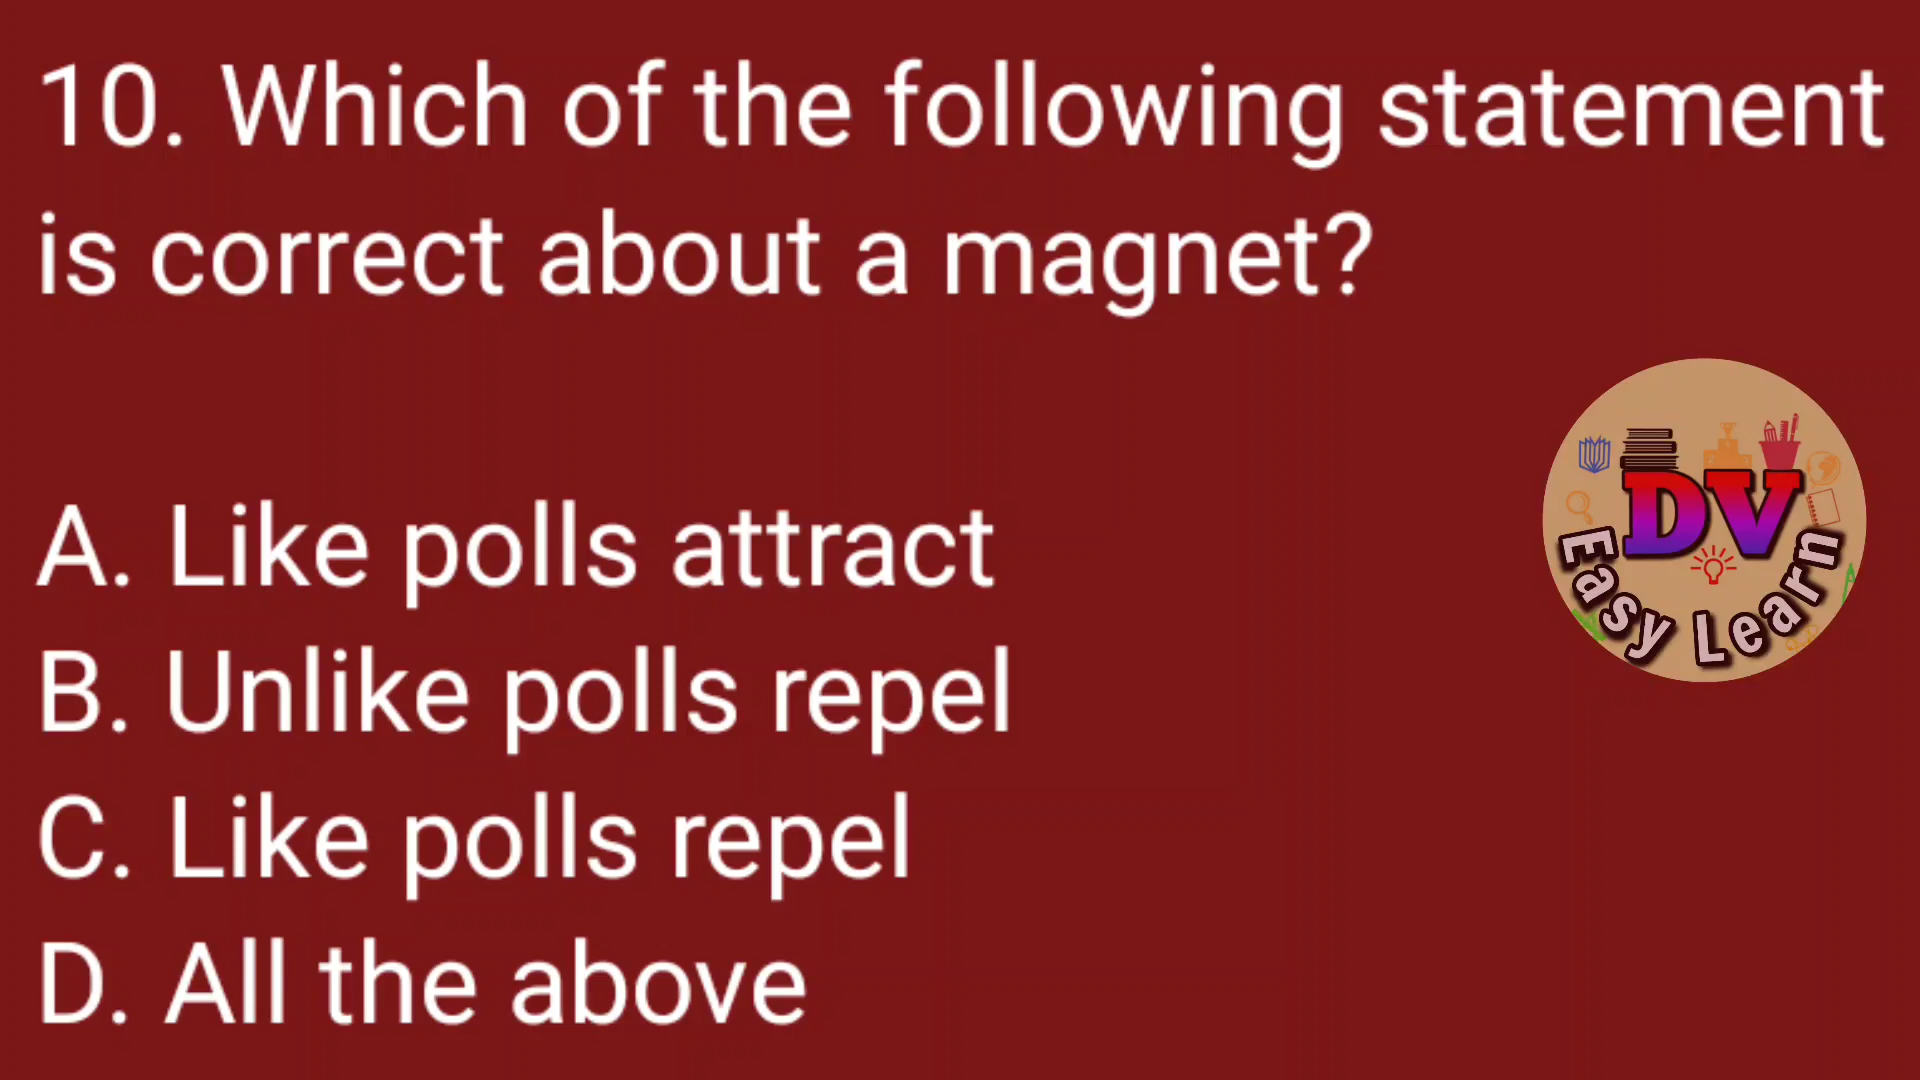 10. Which of the following statement
is correct about a magnet?
A. Like polls attract
B. Unlike polls repel
C. Like polls repel
D. All the above
DV
Easy Learn